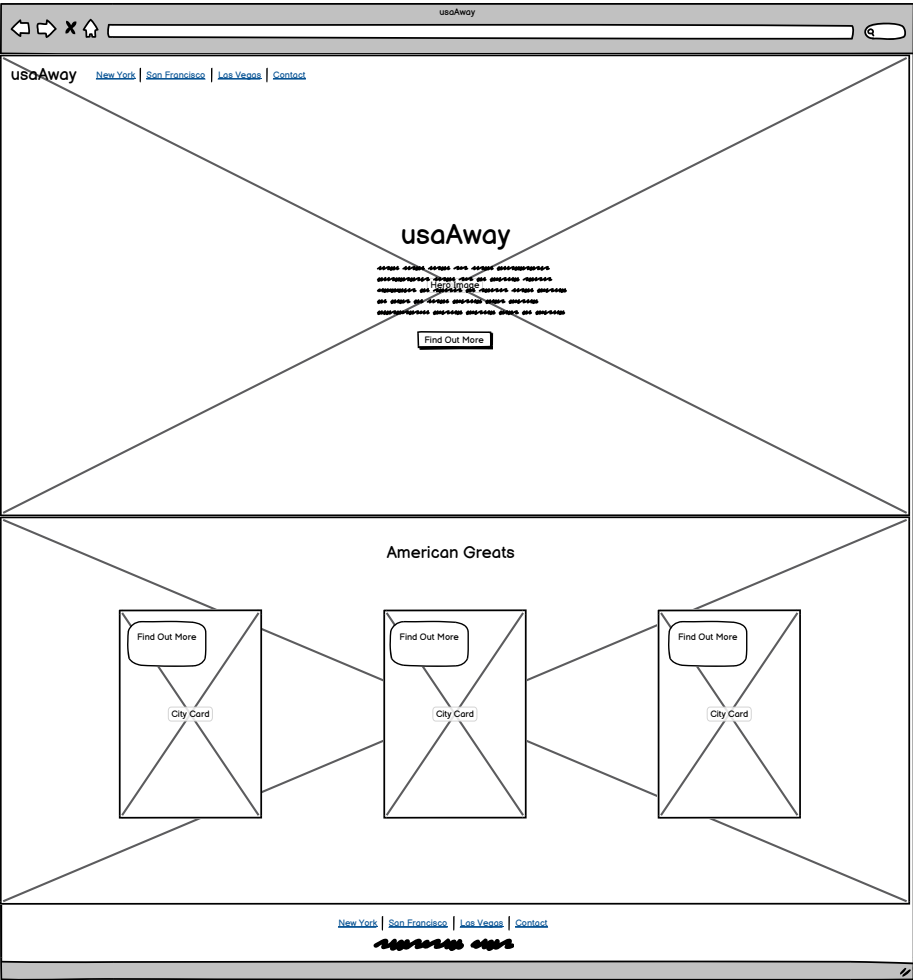 usaAway
usaAway New York San Francisco Las Vegas Contact
usaAway
Hero Image
Find Out More
American Greats
Find Out More Find Out More Find Out More
City Card City Card City Card
New York San Francisco Las Vegas Contact